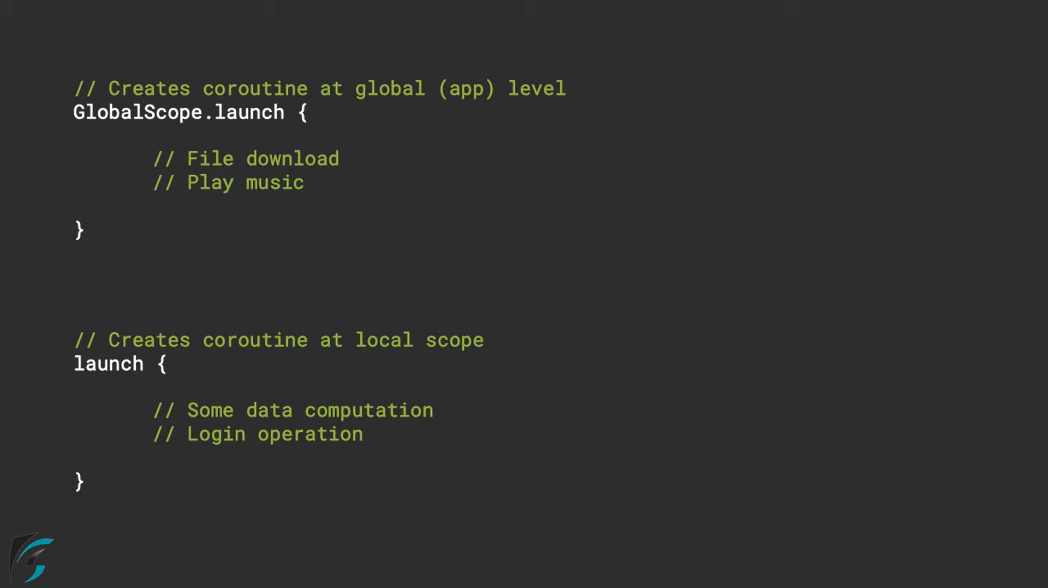 // Creates coroutine at global (app) level
GlobalScope.launch {
// File download
// Play music
}
// Creates coroutine at local scope
launch {
// Some data computation
// Login operation
}